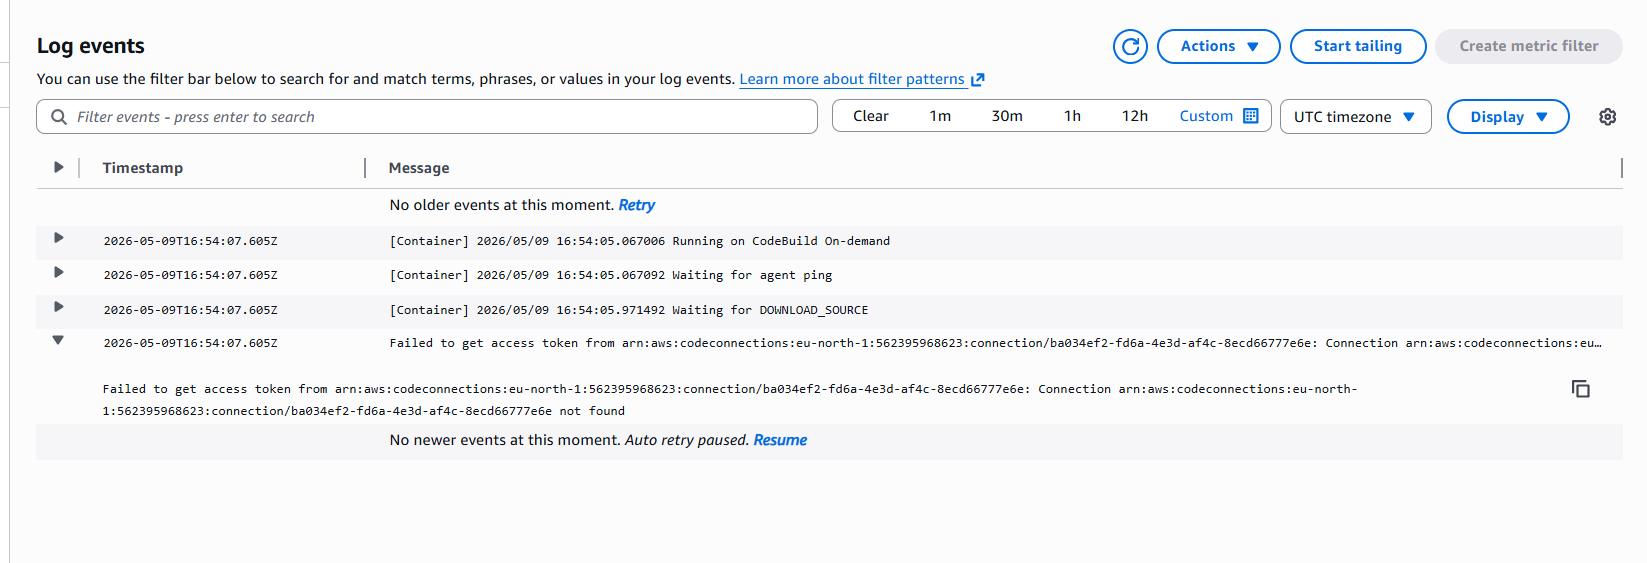 Log events
Actions
Start tailing
Create metric filter
You can use the filter bar below to search for and match terms, phrases, or values in your log events. Learn more about filter patterns
Filter events - press enter to search
Clear 1m 30m 1h 12h Custom
UTC timezone
Display
Timestamp Message
No older events at this moment. Retry
2026-05-09T16:54:07.605Z [Container] 2026/05/09 16:54:05.067006 Running on CodeBuild On-demand
2026-05-09T16:54:07.605Z [Container] 2026/05/09 16:54:05.067092 Waiting for agent ping
2026-05-09T16:54:07.605Z [Container] 2026/05/09 16:54:05.971492 Waiting for DOWNLOAD_SOURCE
2026-05-09T16:54:07.605Z Failed to get access token from arn:aws:codeconnections:eu-north-1:562395968623:connection/ba034ef2-fd6a-4e3d-af4c-8ecd66777e6e: Connection arn:aws:codeconnections:eu…
Failed to get access token from arn:aws:codeconnections:eu-north-1:562395968623:connection/ba034ef2-fd6a-4e3d-af4c-8ecd66777e6e: Connection arn:aws:codeconnections:eu-north-
1:562395968623:connection/ba034ef2-fd6a-4e3d-af4c-8ecd66777e6e not found
No newer events at this moment. Auto retry paused. Resume